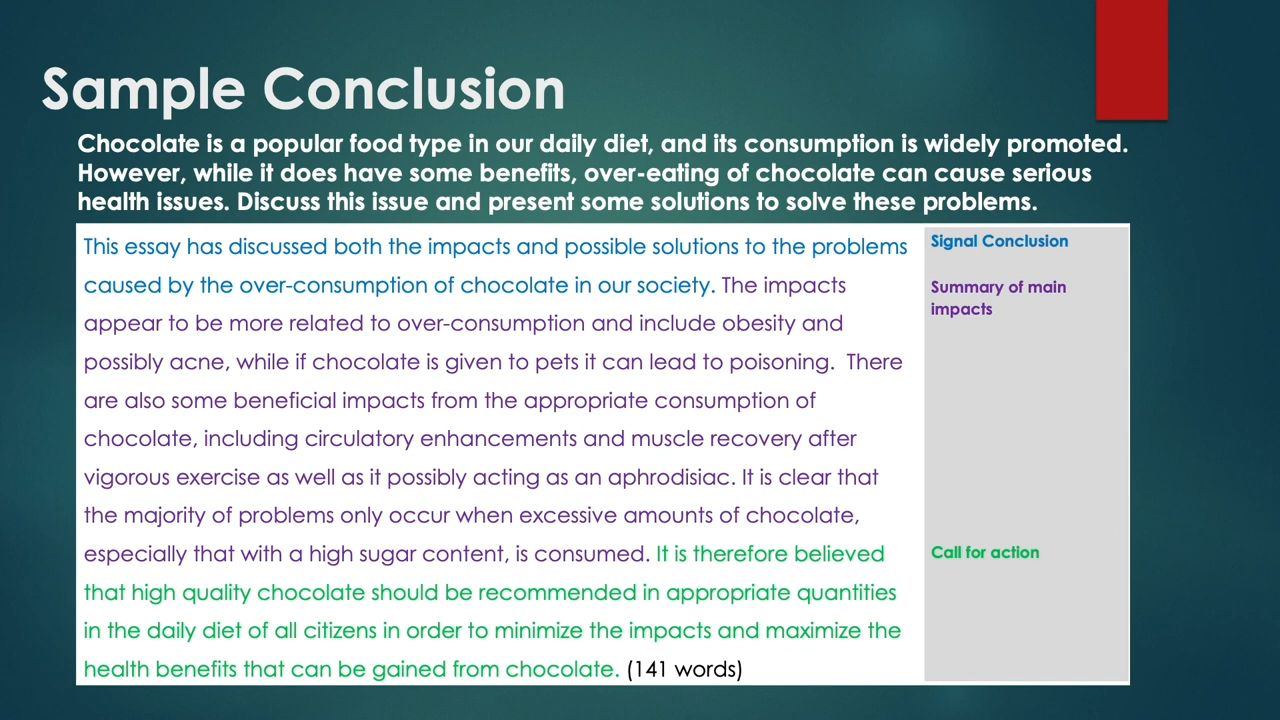 Sample Conclusion
Chocolate is a popular food type in our daily diet, and its consumption is widely promoted.
However, while it does have some benefits, over-eating of chocolate can cause serious
health issues. Discuss this issue and present some solutions to solve these problems.
This essay has discussed both the impacts and possible solutions to the problems
caused by the over-consumption of chocolate in our society. The impacts
appear to be more related to over-consumption and include obesity and
possibly acne, while if chocolate is given to pets it can lead to poisoning.  There
are also some beneficial impacts from the appropriate consumption of
chocolate, including circulatory enhancements and muscle recovery after
vigorous exercise as well as it possibly acting as an aphrodisiac. It is clear that
the majority of problems only occur when excessive amounts of chocolate,
especially that with a high sugar content, is consumed. It is therefore believed
that high quality chocolate should be recommended in appropriate quantities
in the daily diet of all citizens in order to minimize the impacts and maximize the
health benefits that can be gained from chocolate. (141 words)
Signal Conclusion
Summary of main
impacts
Call for action